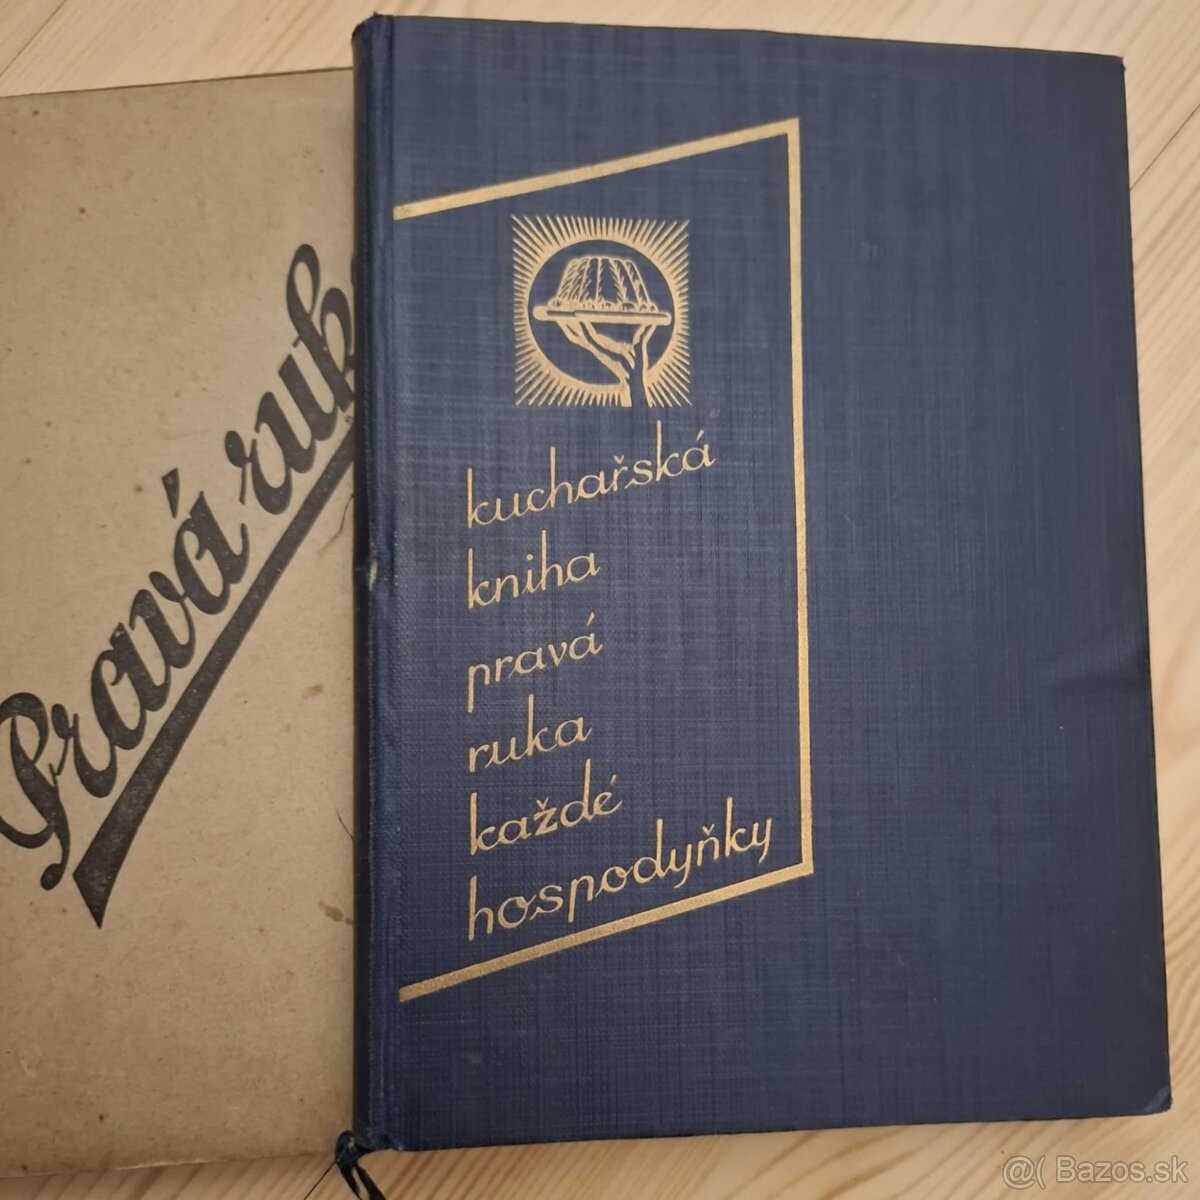 Pravá ruk
kuchařská
kniha
pravá
ruka
každé
hospodyňky
@( Bazos.sk